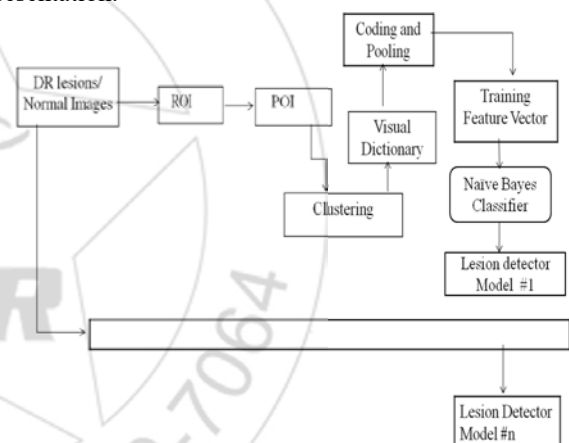 DR lesions/
Normal Images
ROI
POI
Clustering
Visual
Dictionary
Coding and
Pooling
Training
Feature Vector
Naïve Bayes
Classifier
Lesion detector
Model #1
Lesion Detector
Model #n